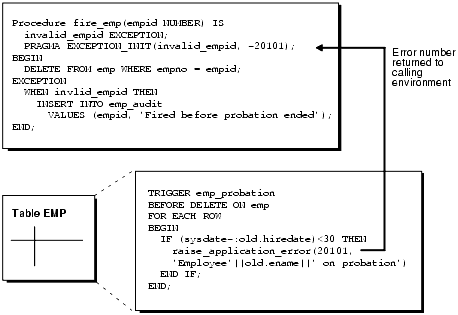 Procedure fire_emp(empid NUMBER) IS
invalid_empid EXCEPTION;
PRAGMA EXCEPTION_INIT(invalid_empid, -20101);
BEGIN
DELETE FROM emp WHERE empno = empid;
EXCEPTION
WHEN invlid_empid THEN
INSERT INTO emp_audit
VALUES (empid, 'Fired before probation ended');
END;
Error number
returned to
calling
environment
Table EMP
TRIGGER emp_probation
BEFORE DELETE ON emp
FOR EACH ROW
BEGIN
IF (sysdate-:old.hiredate)<30 THEN
raise_application_error(20101,
'Employee'||old.ename||' on probation')
END IF;
END;